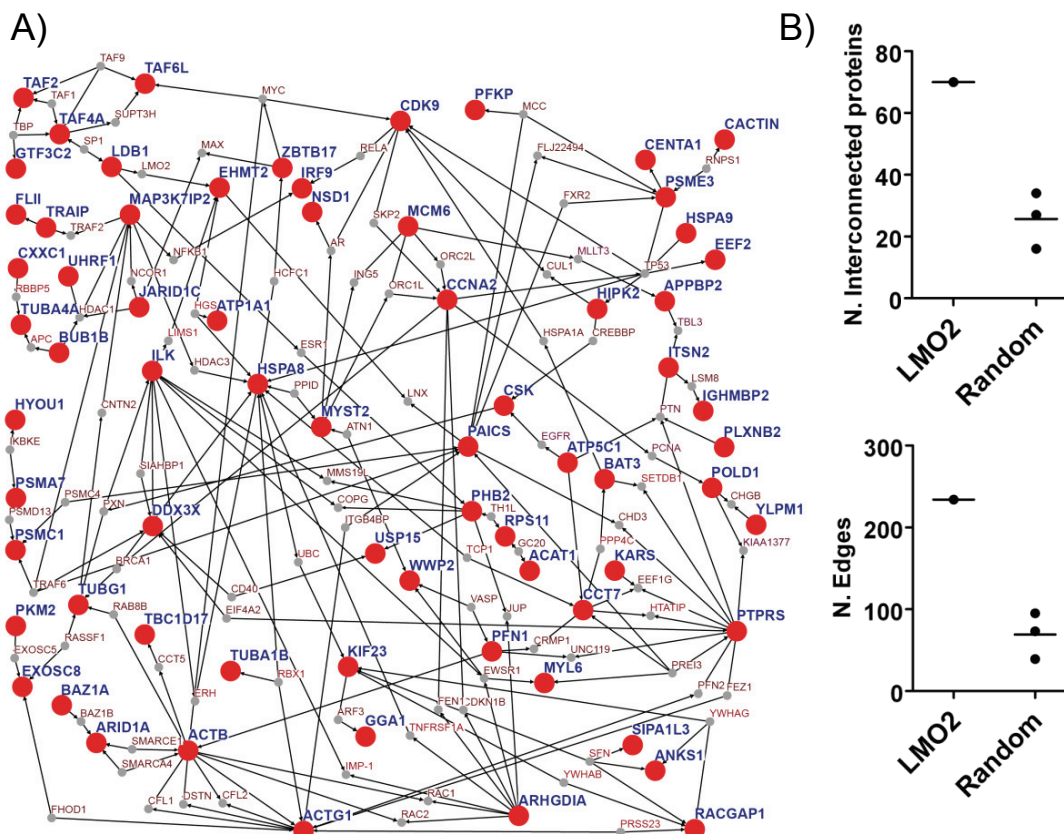 A)
B)
TAF9
TAF6L
TAF2
TAF1
MYC
SUPT3H
TBP
TAF4A
SP1
GTF3C2
LDB1
LMO2
MAX
ZBTB17
RELA
CDK9
PFKP
MCC
FLJ22494
CENTA1
CACTIN
RNPS1
EHMT2
IRF9
NSD1
FXR2
PSME3
FLII
TRAIP
MAP3K7IP2
TRAF2
SKP2
MCM6
HSPA9
EEF2
CXXC1
UHRF1
NFKB1
AR
ORC2L
MLLT3
TP53
RBBP5
NCOR1
HCFC1
ING5
ORC1L
CCNA2
CUL1
HIPK2
APPBP2
TUBA4A
HDAC1
JARID1C
HGS
ATP1A1
TBL3
APC
BUB1B
LIMS1
ESR1
HSPA1A
CREBBP
ITSN2
ILK
HDAC3
HSPA8
PPID
LSM8
IGHMBP2
HYOU1
CNTN2
MYST2
ATN1
LNX
CSK
PTN
PLXNB2
IKBKE
PAICS
EGFR
ATP5C1
PCNA
POLD1
PSMA7
PSMC4
SIAHBP1
MMS19L
BAT3
SETDB1
CHGB
YLPM1
PSMD13
PXN
DDX3X
COPG
ITGB4BP
PHB2
TH1L
RPS11
CHD3
PSMC1
USP15
GC20
ACAT1
PPP4C
KIAA1377
TRAF6
BRCA1
UBC
WWP2
TCP1
KARS
EEF1G
TUBG1
CD40
CCT7
PKM2
RAB8B
EIF4A2
VASP
JUP
HTATIP
PTPRS
RASSF1
TBC1D17
PFN1
CRMP1
UNC119
EXOSC5
CCT5
TUBA1B
RBX1
KIF23
EWSR1
MYL6
PREI3
EXOSC8
ERH
FEN1
CDKN1B
PFN2
FEZ1
BAZ1A
BAZ1B
ARF3
GGA1
TNFRSF1A
YWHAG
ARID1A
SMARCE1
ACTB
SIPA1L3
SMARCA4
IMP-1
SFN
ANKS1
FHOD1
CFL1
DSTN
CFL2
RAC1
YWHAB
ACTG1
RAC2
ARHGDIA
PRSS23
RACGAP1
N. Interconnected proteins
80
60
40
20
0
LMO2
Random
N. Edges
300
200
100
0
LMO2
Random